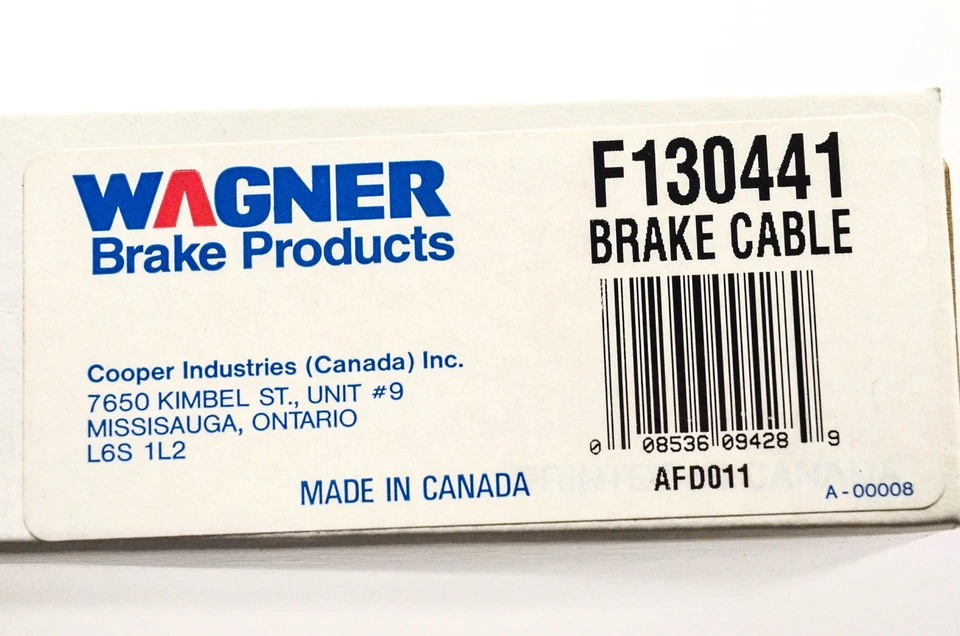 WAGNER
Brake Products
Cooper Industries (Canada) Inc.
7650 KIMBEL ST., UNIT #9
MISSISAUGA, ONTARIO
L6S 1L2
MADE IN CANADA
F130441
BRAKE CABLE
0 08536 09428 9
AFD011
A-00008